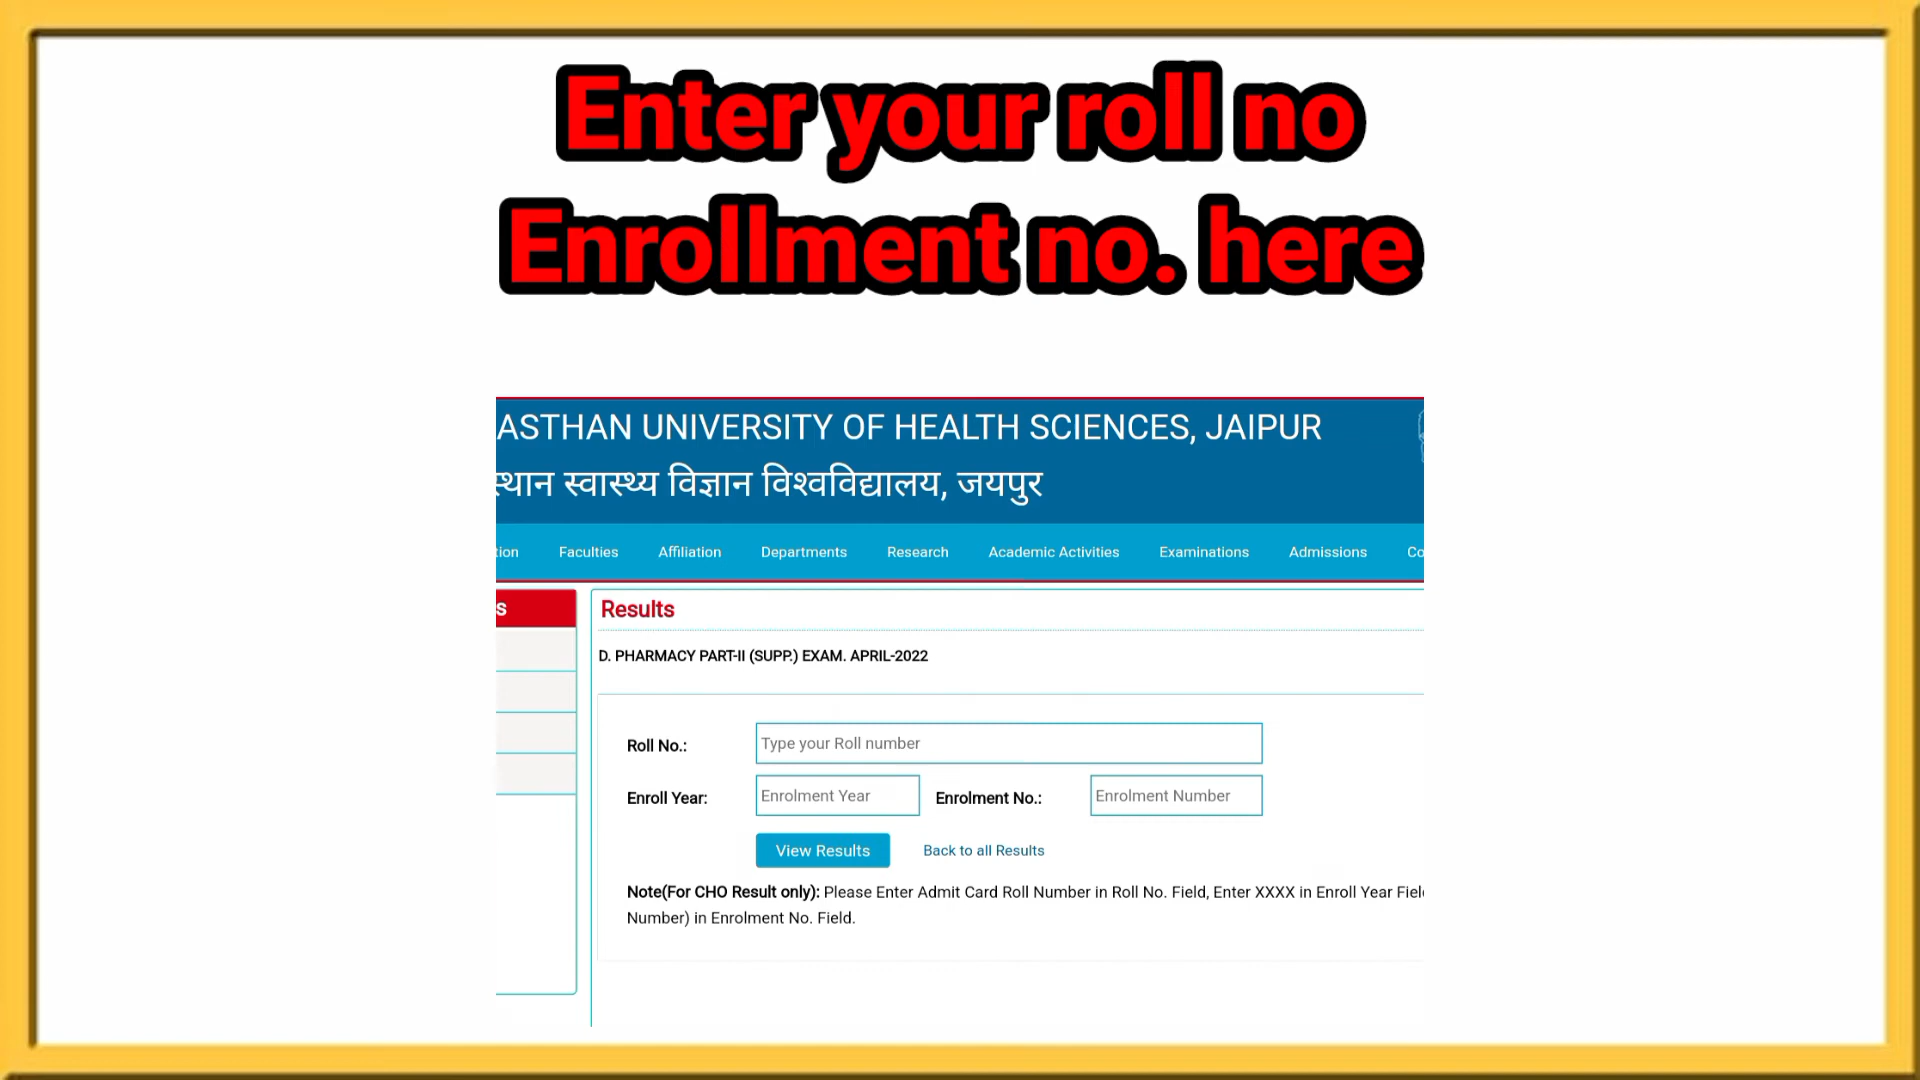 Enter your roll no
Enrollment no. here
ASTHAN UNIVERSITY OF HEALTH SCIENCES, JAIPUR
स्थान स्वास्थ्य विज्ञान विश्वविद्यालय, जयपुर
tion Faculties Affiliation Departments Research Academic Activities Examinations Admissions Co
s
Results
D. PHARMACY PART-II (SUPP.) EXAM. APRIL-2022
Roll No.: Type your Roll number
Enroll Year: Enrolment Year Enrolment No.: Enrolment Number
View Results Back to all Results
Note(For CHO Result only): Please Enter Admit Card Roll Number in Roll No. Field, Enter XXXX in Enroll Year Fiel
Number) in Enrolment No. Field.